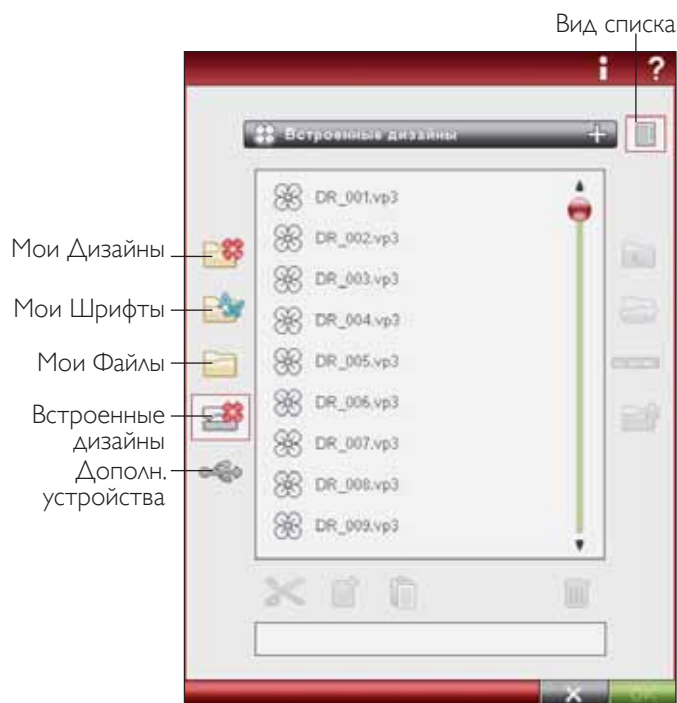 Вид списка
i ?
Встроенные дизайны +
DR_001.vp3
DR_002.vp3
DR_003.vp3
DR_004.vp3
DR_005.vp3
DR_006.vp3
DR_007.vp3
DR_008.vp3
DR_009.vp3
Мои Дизайны
Мои Шрифты
Мои Файлы
Встроенные
дизайны
Дополн.
устройства
OK